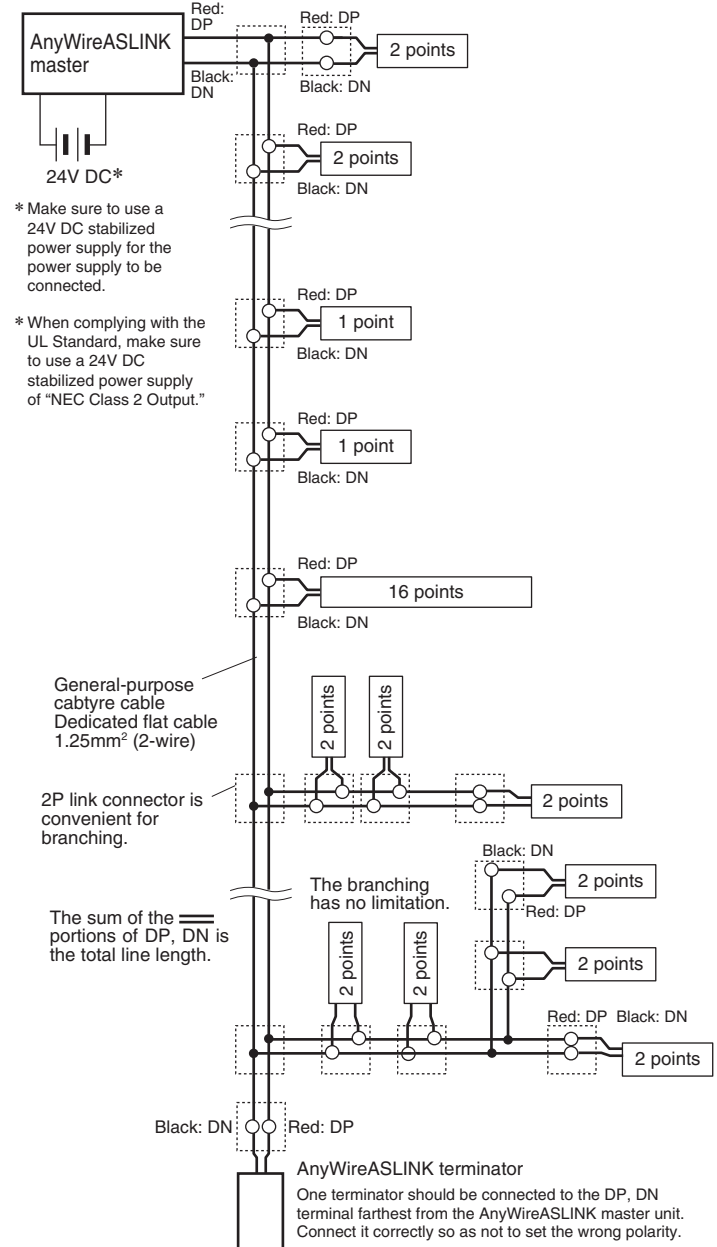 Red:
DP
AnyWireASLINK
master
Black:
DN
Red: DP
2 points
Black: DN
24V DC*
Red: DP
2 points
Black: DN
* Make sure to use a
24V DC stabilized
power supply for the
power supply to be
connected.
* When complying with the
UL Standard, make sure
to use a 24V DC
stabilized power supply
of “NEC Class 2 Output.”
Red: DP
1 point
Black: DN
Red: DP
1 point
Black: DN
Red: DP
16 points
Black: DN
General-purpose
cabtyre cable
Dedicated flat cable
1.25mm² (2-wire)
2 points
2 points
2P link connector is
convenient for
branching.
2 points
Black: DN
2 points
Red: DP
The branching
has no limitation.
The sum of the
portions of DP, DN is
the total line length.
2 points
2 points
2 points
Red: DP Black: DN
2 points
Black: DN
Red: DP
AnyWireASLINK terminator
One terminator should be connected to the DP, DN
terminal farthest from the AnyWireASLINK master unit.
Connect it correctly so as not to set the wrong polarity.